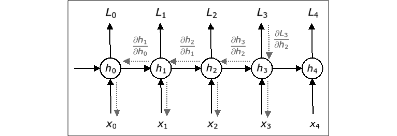 L₀ L₁ L₂ L₃ L₄
∂h₁/∂h₀ ∂h₂/∂h₁ ∂h₃/∂h₂ ∂L₃/∂h₂
h₀ h₁ h₂ h₃ h₄
x₀ x₁ x₂ x₃ x₄